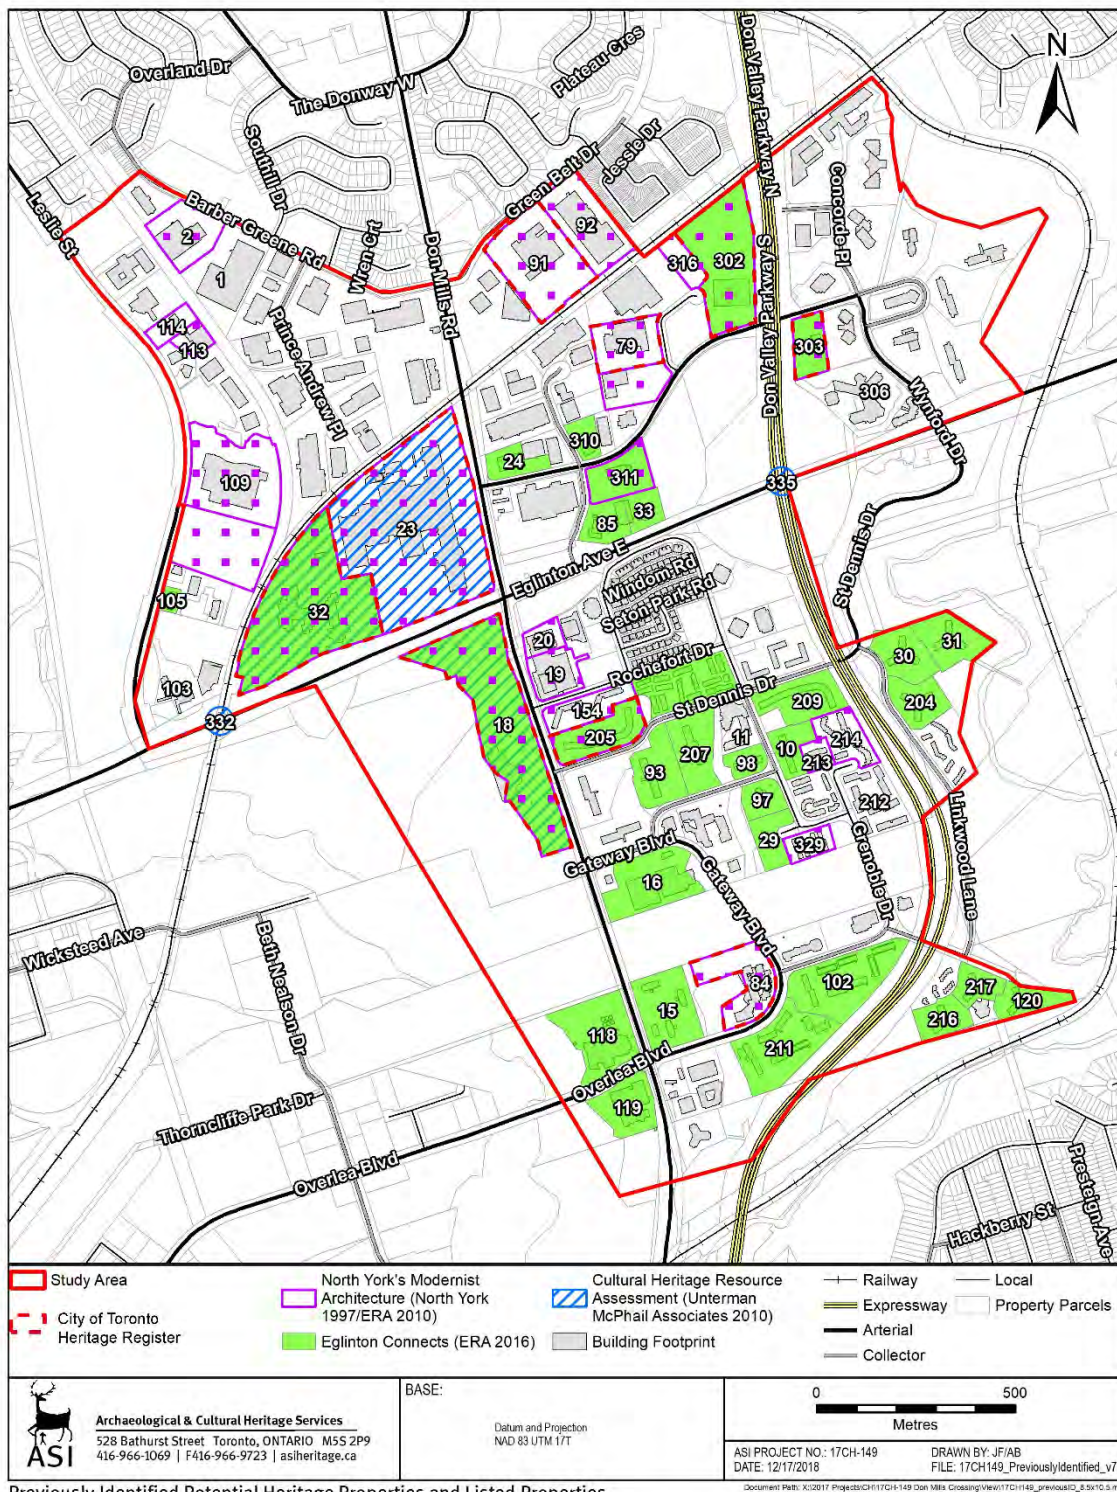 Overland Dr
The Donway W
Plateau Cres
Don Valley Parkway N
N
Southill Dr
Jessie Dr
Green Belt Dr
Leslie St
Barber Greene Rd
Wren Crt
Don Mills Rd
Concorde Pl
Don Valley Parkway S
2
92
91
316
302
1
114
113
Prince Andrew Pl
79
303
306
Wynford Dr
310
24
109
311
335
23
85
33
St Dennis Dr
Eglinton Ave E
Windom Rd
Seton Park Rd
105
32
20
19
Rochefort Dr
30
31
103
154
St Dennis Dr
209
204
332
18
205
11
10
214
93
207
98
213
97
212
Linkwood Lane
Gateway Blvd
29
329
Grenoble Dr
16
Gateway Blvd
Wicksteed Ave
Beth Nealson Dr
84
102
217
120
15
216
118
211
Overlea Blvd
119
Thorncliffe Park Dr
Overlea Blvd
Presteign Ave
Hackberry St
Study Area
City of Toronto
Heritage Register
North York's Modernist
Architecture (North York
1997/ERA 2010)
Eglinton Connects (ERA 2016)
Cultural Heritage Resource
Assessment (Unterman
McPhail Associates 2010)
Building Footprint
Railway
Expressway
Arterial
Collector
Local
Property Parcels
ASI
Archaeological & Cultural Heritage Services
528 Bathurst Street Toronto, ONTARIO M5S 2P9
416-966-1069 | F416-966-9723 | asiheritage.ca
BASE:
Datum and Projection
NAD 83 UTM 17T
0 500
Metres
ASI PROJECT NO.: 17CH-149
DATE: 12/17/2018
DRAWN BY: JF/AB
FILE: 17CH149_PreviouslyIdentified_v7
Previously Identified Potential Heritage Properties and Listed Properties